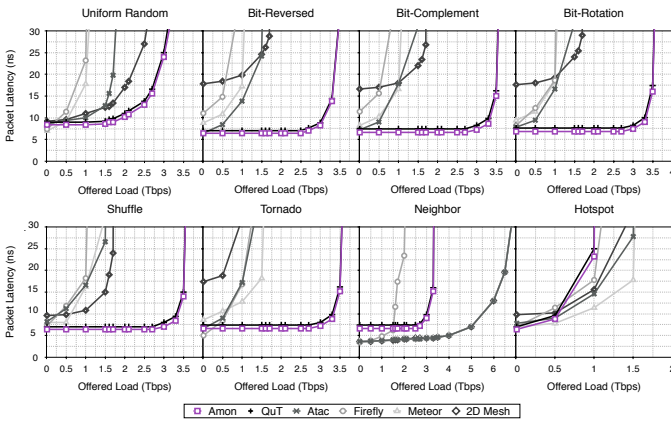 Uniform Random Bit-Reversed Bit-Complement Bit-Rotation
Packet Latency (ns)
30
25
20
15
10
5
0
0 0.5 1 1.5 2 2.5 3 0 0.5 1 1.5 2 2.5 3 3.5 0 0.5 1 1.5 2 2.5 3 3.5 0 0.5 1 1.5 2 2.5 3 3.5
Offered Load (Tbps) Offered Load (Tbps) Offered Load (Tbps) Offered Load (Tbps)
Shuffle Tornado Neighbor Hotspot
Packet Latency (ns)
30
25
20
15
10
5
0
0 0.5 1 1.5 2 2.5 3 3.5 0 0.5 1 1.5 2 2.5 3 3.5 0 1 2 3 4 5 6 0 0.5 1 1.5 2
Offered Load (Tbps) Offered Load (Tbps) Offered Load (Tbps) Offered Load (Tbps)
Amon QuT Atac Firefly Meteor 2D Mesh